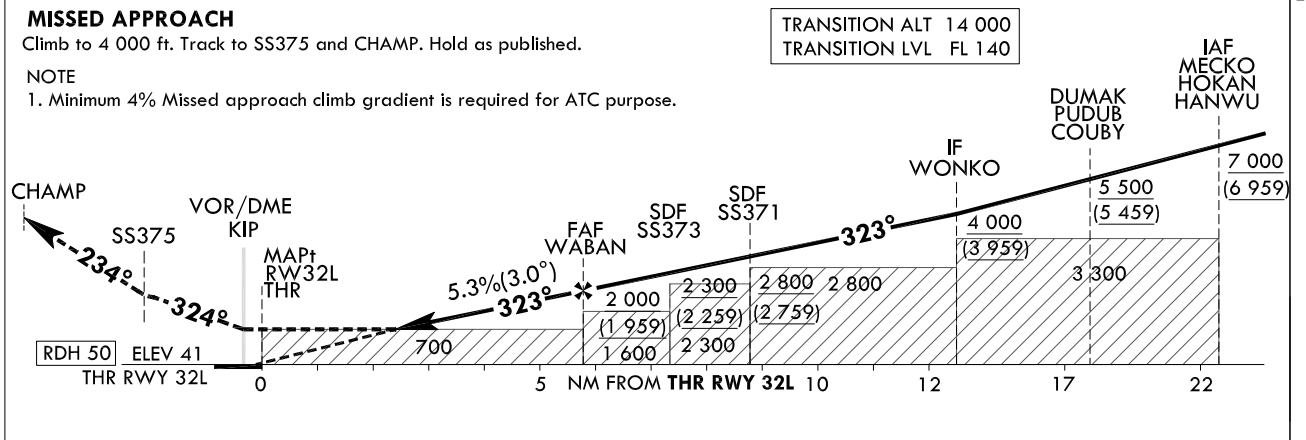 MISSED APPROACH
Climb to 4 000 ft. Track to SS375 and CHAMP. Hold as published.
NOTE
1. Minimum 4% Missed approach climb gradient is required for ATC purpose.
TRANSITION ALT 14 000
TRANSITION LVL FL 140
IAF
MECKO
HOKAN
HANWU
DUMAK
PUDUB
COUBY
IF
WONKO
SDF
SS371
SDF
SS373
FAF
WABAN
VOR/DME
KIP
MAPt
RW32L
THR
SS375
CHAMP
7 000
(6 959)
5 500
(5 459)
4 000
(3 959)
3 300
323°
2 800
(2 759)
2 800
2 300
(2 259)
2 300
2 000
(1 959)
1 600
5.3%(3.0°)
323°
700
234°
324°
RDH 50
ELEV 41
THR RWY 32L
0
5
NM FROM THR RWY 32L
10
12
17
22